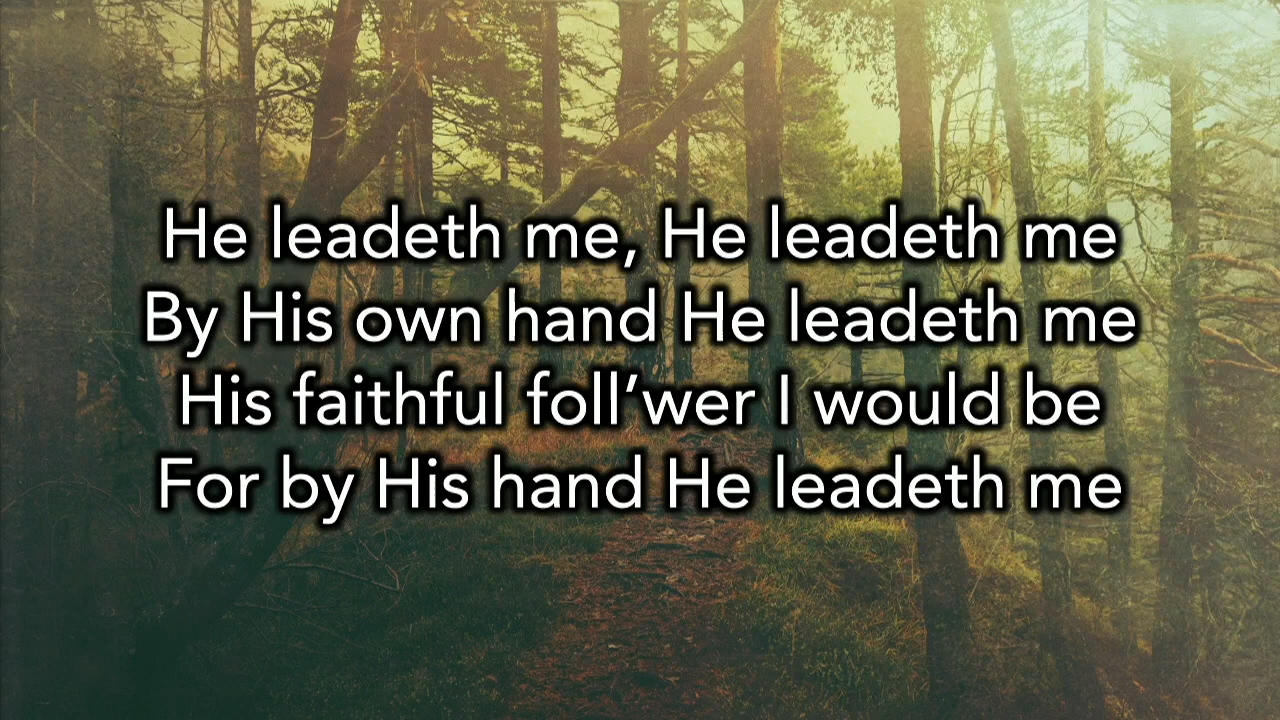 He leadeth me, He leadeth me
By His own hand He leadeth me
His faithful foll’wer I would be
For by His hand He leadeth me